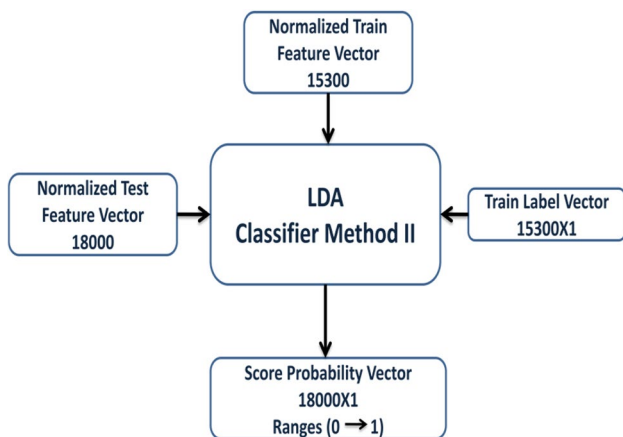 Normalized Train
Feature Vector
15300
Normalized Test
Feature Vector
18000
LDA
Classifier Method II
Train Label Vector
15300X1
Score Probability Vector
18000X1
Ranges (0 → 1)